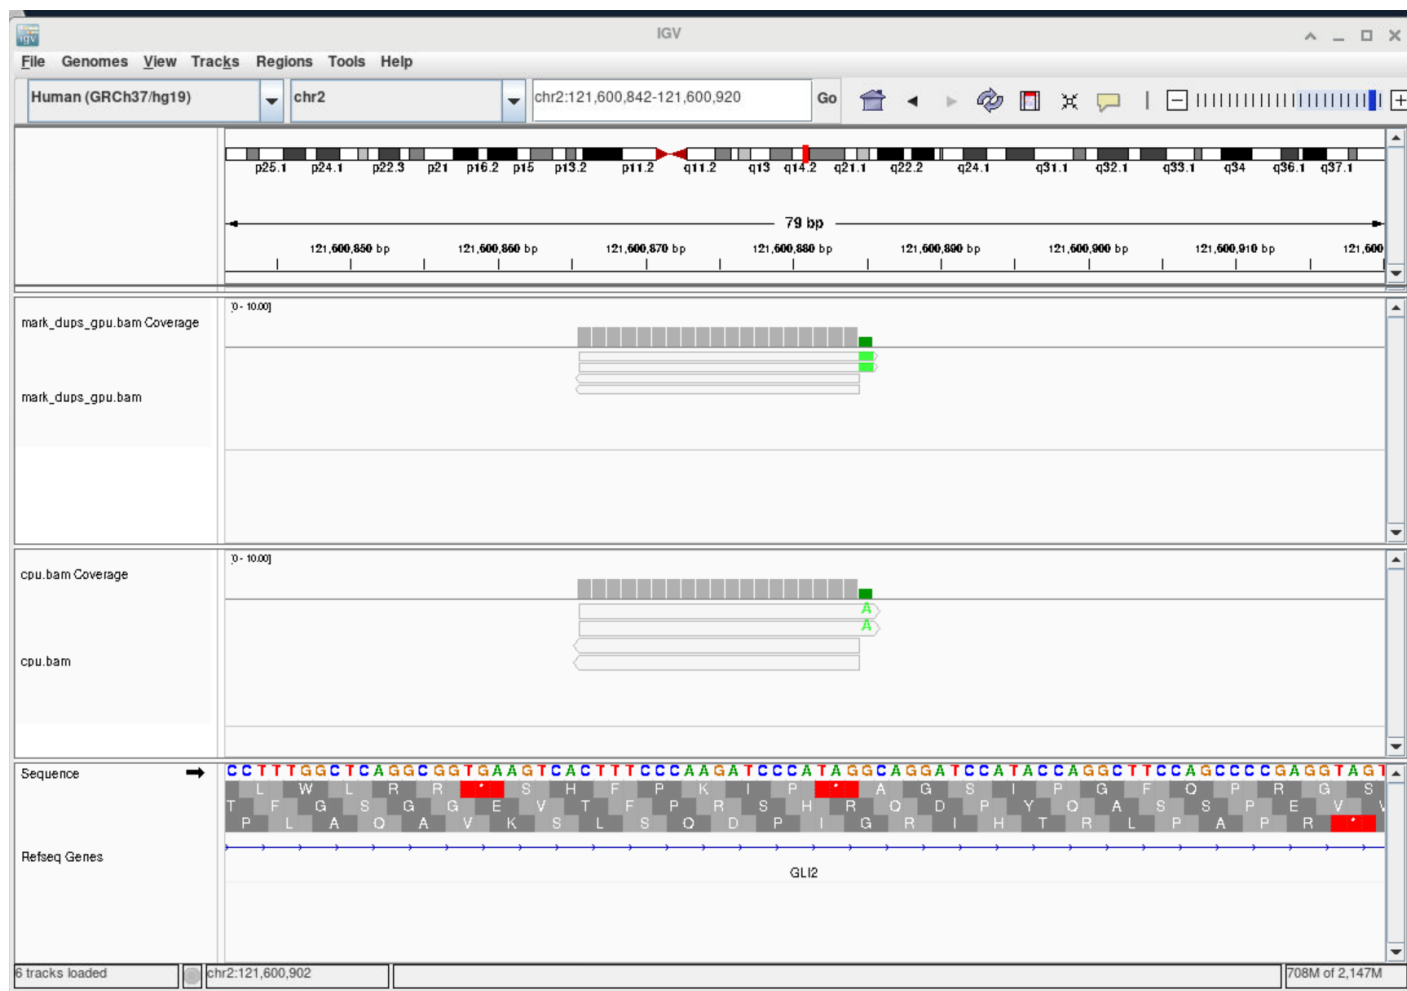 IGV
File Genomes View Tracks Regions Tools Help
Human (GRCh37/hg19) chr2 chr2:121,600,842-121,600,920 Go
p25.1 p24.1 p22.3 p21 p16.2 p15 p13.2 p11.2 q11.2 q13 q14.2 q21.1 q22.2 q24.1 q31.1 q32.1 q33.1 q34 q36.1 q37.1
79 bp
121,600,850 bp 121,600,860 bp 121,600,870 bp 121,600,880 bp 121,600,890 bp 121,600,900 bp 121,600,910 bp 121,600
[0 - 10.00]
mark_dups_gpu.bam Coverage
mark_dups_gpu.bam
[0 - 10.00]
cpu.bam Coverage
A
A
cpu.bam
Sequence C C T T T G G C T C A G G C G G T G A A G T C A C T T T C C C A A G A T C C C A T A G G C A G G A T C C A T A C C A G G C T T C C A G C C C C G A G G T A G T
L W L R R * S H F P K I P * A G S I P G F Q P R G S
T F G S G G E V T F P R S H R Q D P Y Q A S S P E V
P L A Q A V K S L S Q D P I G R I H T R L P A P R *
Refseq Genes
GLI2
6 tracks loaded chr2:121,600,902 708M of 2,147M